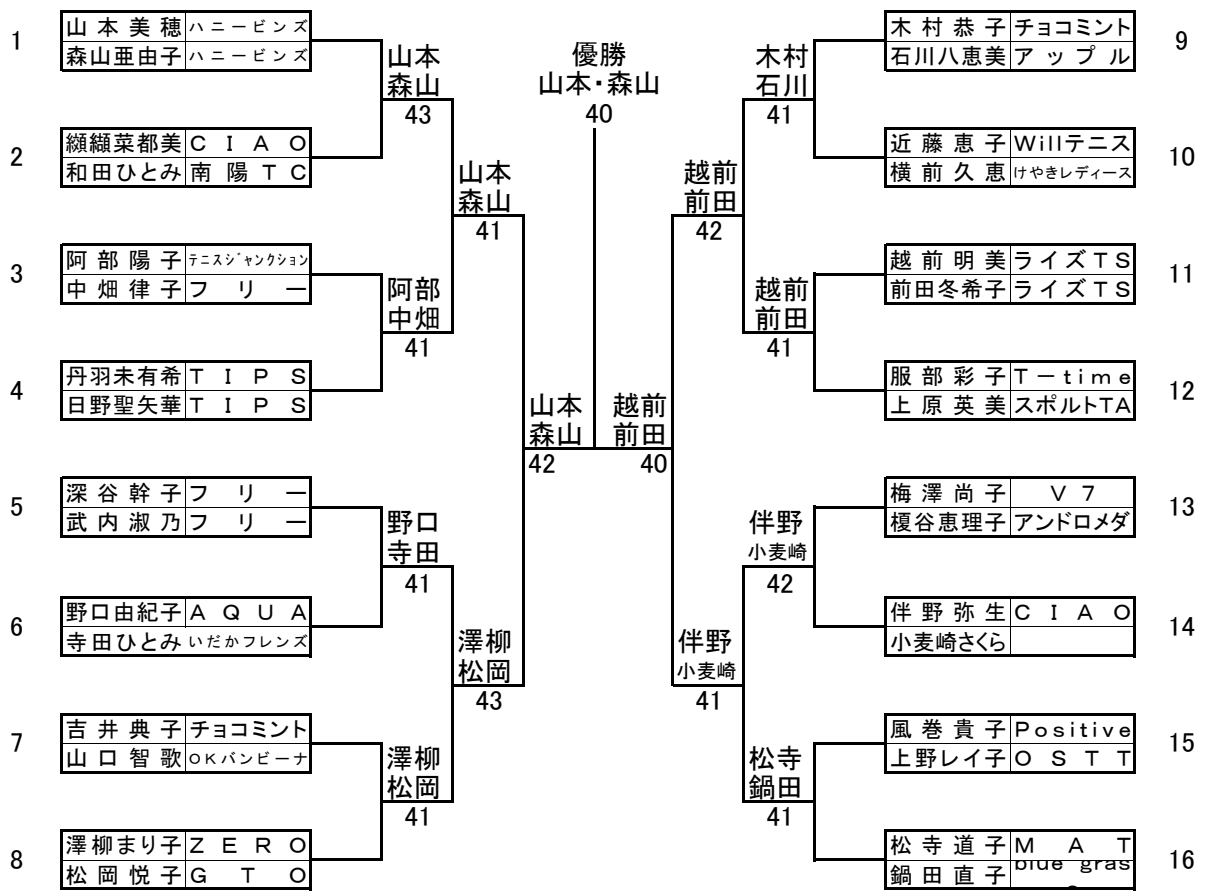 1
山本美穂 ハニービンズ
森山亜由子 ハニービンズ
2
纐纈菜都美 CIAO
和田ひとみ 南陽TC
3
阿部陽子 テニスジャンクション
中畑律子 フリー
4
丹羽未有希 TIPS
日野聖矢華 TIPS
5
深谷幹子 フリー
武内淑乃 フリー
6
野口由紀子 AQUA
寺田ひとみ いだかフレンズ
7
吉井典子 チョコミント
山口智歌 OKバンビーナ
8
澤柳まり子 ZERO
松岡悦子 GTO
山本
森山
43
阿部
中畑
41
野口
寺田
41
澤柳
松岡
41
山本
森山
41
澤柳
松岡
43
山本
森山
42
優勝
山本・森山
40
越前
前田
40
越前
前田
42
伴野
小麦崎
41
木村
石川
41
越前
前田
41
伴野
小麦崎
42
松寺
鍋田
41
木村恭子 チョコミント
石川八恵美 アップル
9
近藤恵子 Willテニス
横前久恵 けやきレディース
10
越前明美 ライズTS
前田冬希子 ライズTS
11
服部彩子 T-time
上原英美 スポルトTA
12
梅澤尚子 V7
榎谷恵理子 アンドロメダ
13
伴野弥生 CIAO
小麦崎さくら
14
風巻貴子 Positive
上野レイ子 OSTT
15
松寺道子 MAT
鍋田直子 blue gras
16